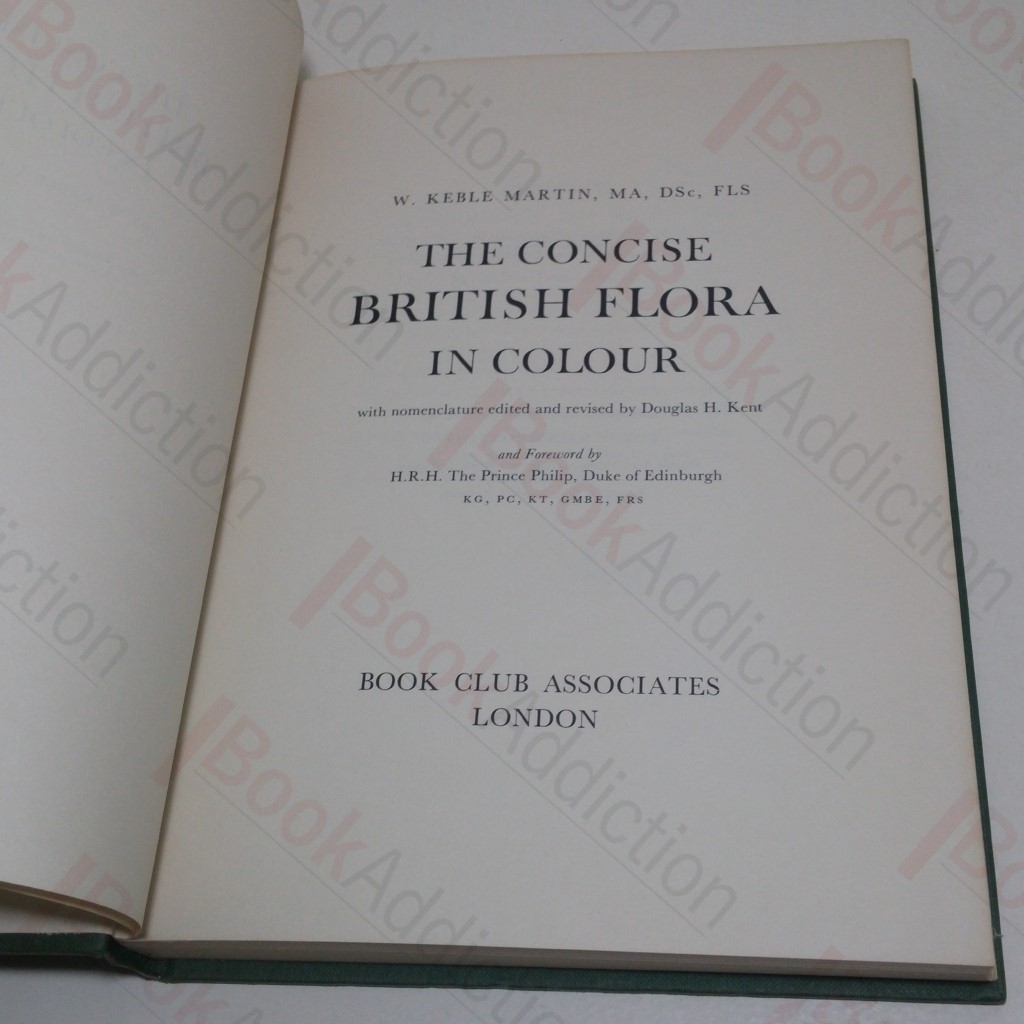 W. KEBLE MARTIN, MA, DSc, FLS
THE CONCISE
BRITISH FLORA
IN COLOUR
with nomenclature edited and revised by Douglas H. Kent
and Foreword by
H.R.H. The Prince Philip, Duke of Edinburgh
KG, PC, KT, GMBE, FRS
BOOK CLUB ASSOCIATES
LONDON
BookAddiction